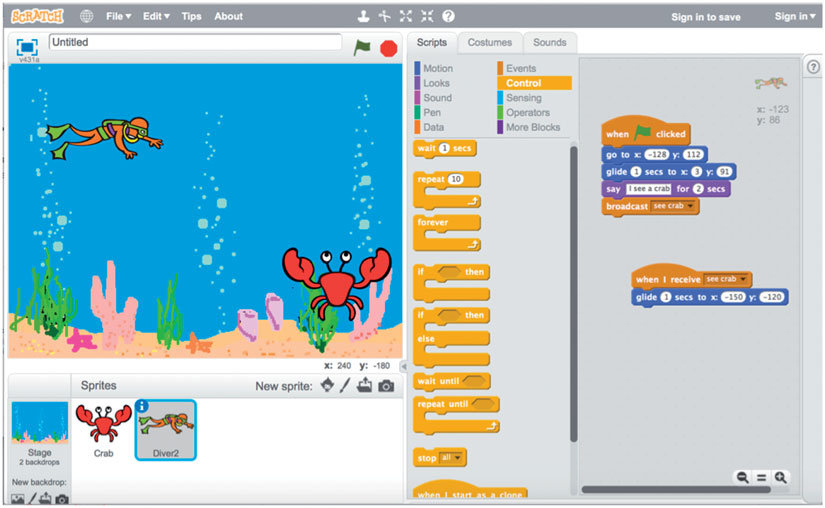 SCRATCH File Edit Tips About Sign in to save Sign in
Untitled
v431a
x: 240 y: -180
Sprites New sprite:
Stage
2 backdrops
New backdrop:
Crab
Diver2
Scripts Costumes Sounds
Motion Events
Looks Control
Sound Sensing
Pen Operators
Data More Blocks
wait 1 secs
repeat 10
forever
if then
if then
else
wait until
repeat until
stop all
when I start as a clone
x: -123
y: 86
when clicked
go to x: -128 y: 112
glide 1 secs to x: 3 y: 91
say I see a crab for 2 secs
broadcast see crab
when I receive see crab
glide 1 secs to x: -150 y: -120